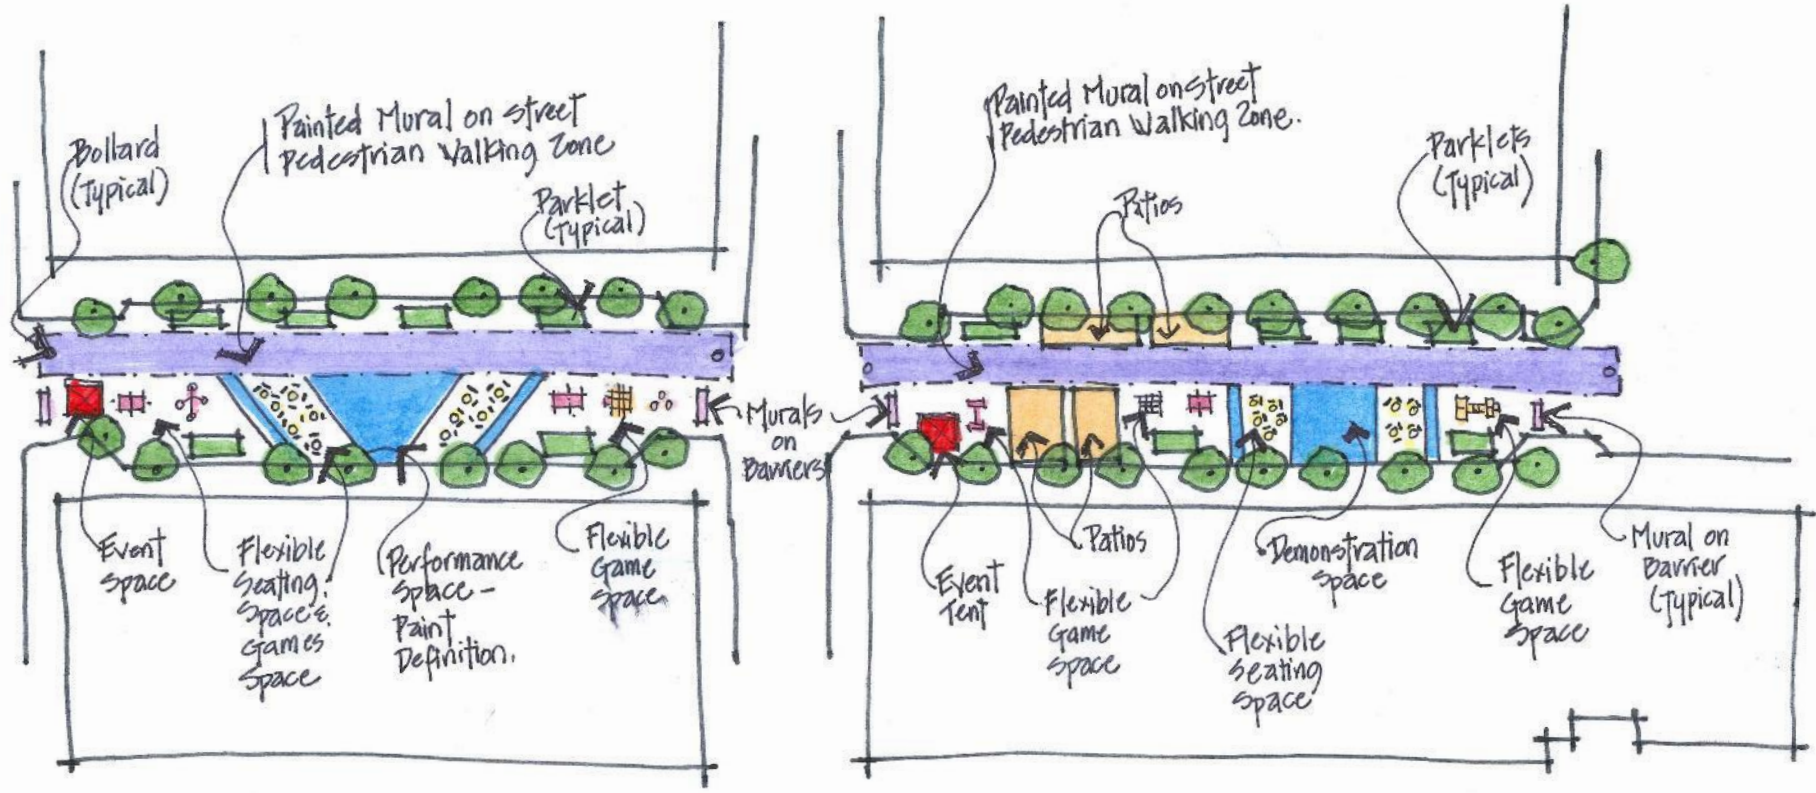 Bollard
(Typical)
Painted Mural on street
Pedestrian Walking Zone
Parklet
(Typical)
Painted Mural on street
Pedestrian Walking Zone.
Patios
Parklets
(Typical)
Murals
on
Barriers
Event
Space
Flexible
Seating.
Space &
Games
Space
Performance
Space -
Paint
Definition.
Flexible
Game
Space
Event
Tent
Flexible
Game
Space
Patios
Flexible
Seating
Space
Demonstration
Space
Flexible
Game
Space
Mural on
Barrier
(Typical)